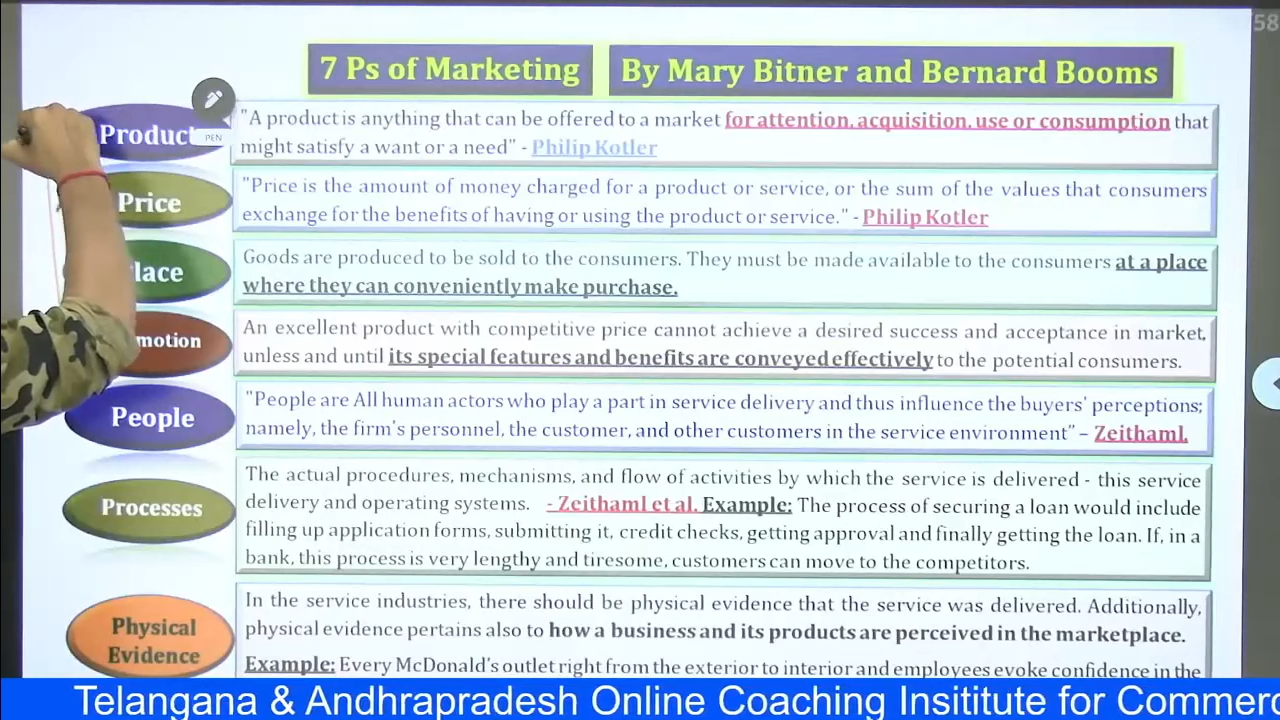 58
7 Ps of Marketing
By Mary Bitner and Bernard Booms
Product
PEN
"A product is anything that can be offered to a market for attention, acquisition, use or consumption that
might satisfy a want or a need" - Philip Kotler
Price
"Price is the amount of money charged for a product or service, or the sum of the values that consumers
exchange for the benefits of having or using the product or service." - Philip Kotler
lace
Goods are produced to be sold to the consumers. They must be made available to the consumers at a place
where they can conveniently make purchase.
motion
An excellent product with competitive price cannot achieve a desired success and acceptance in market,
unless and until its special features and benefits are conveyed effectively to the potential consumers.
People
"People are All human actors who play a part in service delivery and thus influence the buyers' perceptions;
namely, the firm's personnel, the customer, and other customers in the service environment" – Zeithaml.
Processes
The actual procedures, mechanisms, and flow of activities by which the service is delivered - this service
delivery and operating systems. - Zeithaml et al. Example: The process of securing a loan would include
filling up application forms, submitting it, credit checks, getting approval and finally getting the loan. If, in a
bank, this process is very lengthy and tiresome, customers can move to the competitors.
Physical
Evidence
In the service industries, there should be physical evidence that the service was delivered. Additionally,
physical evidence pertains also to how a business and its products are perceived in the marketplace.
Example: Every McDonald's outlet right from the exterior to interior and employees evoke confidence in the
Telangana & Andhrapradesh Online Coaching Insititute for Commerc